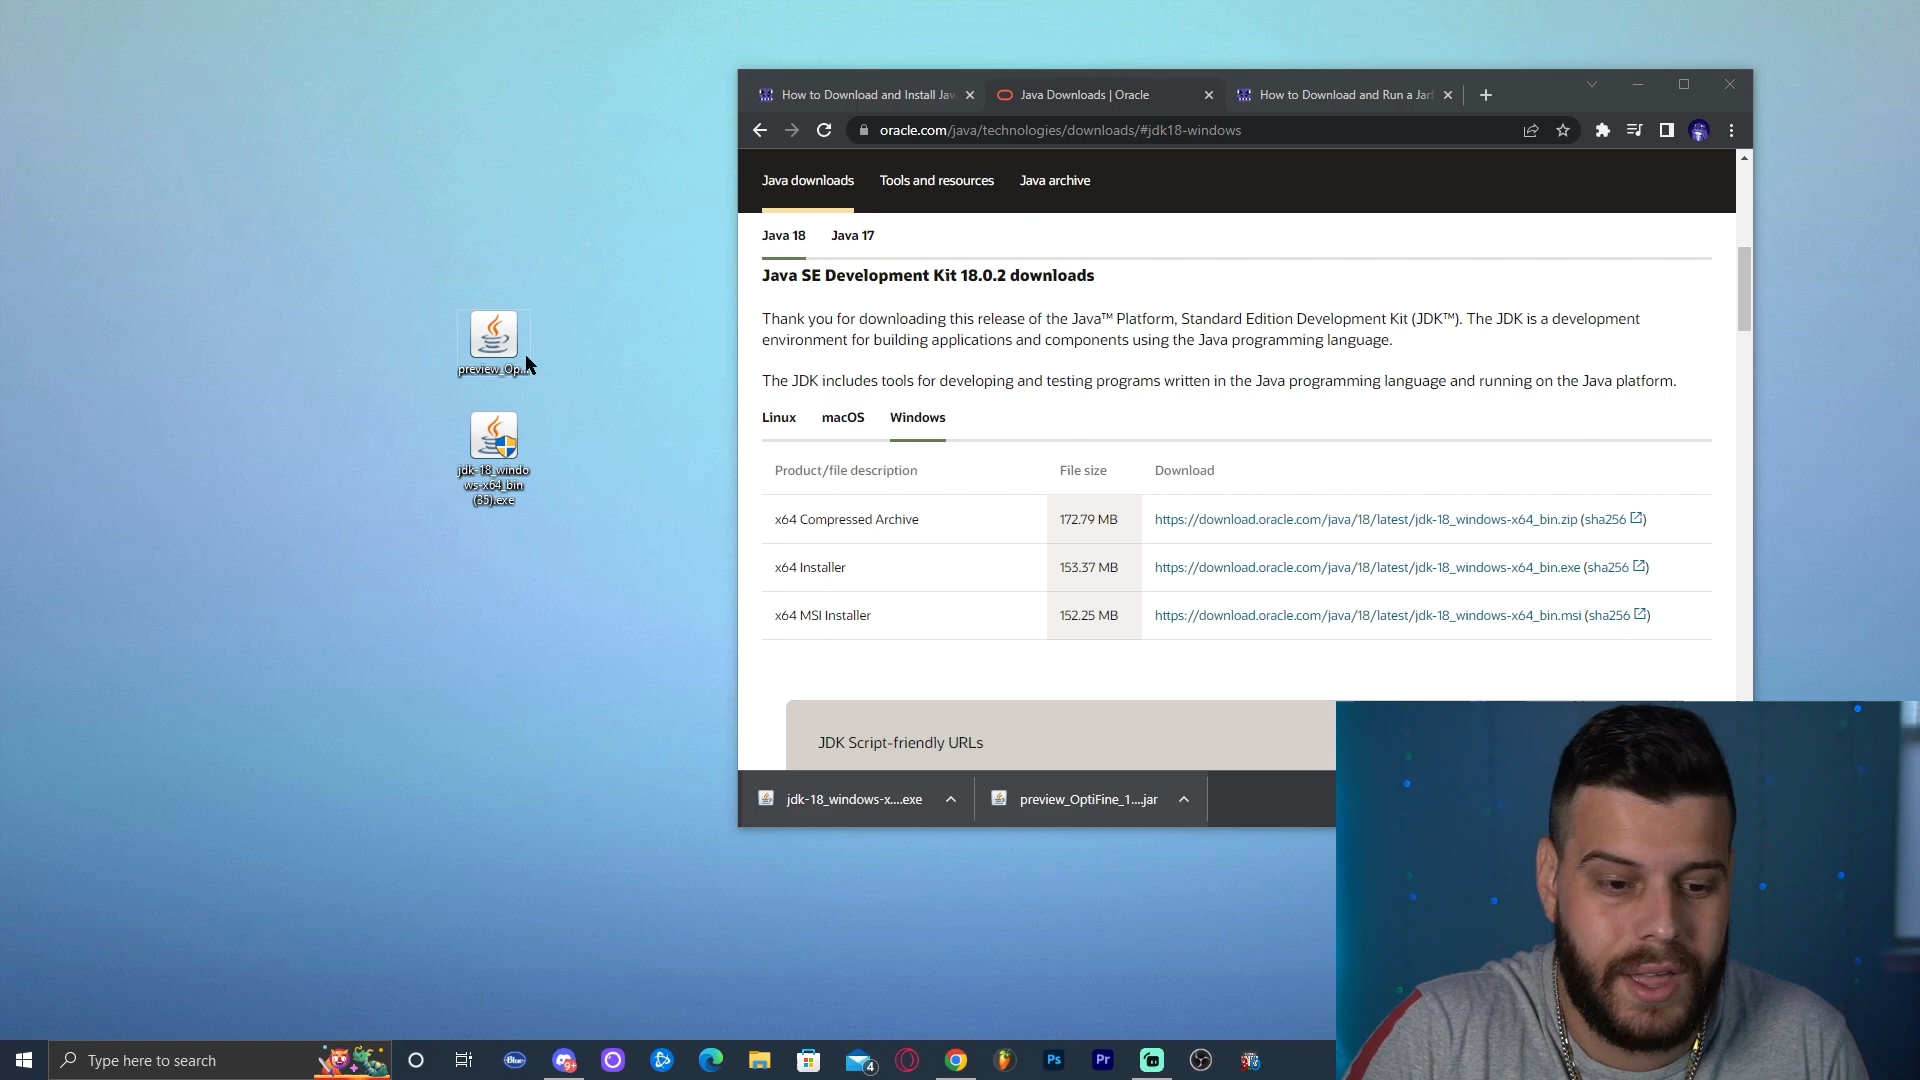 How to Download and Install Jav
Java Downloads | Oracle
How to Download and Run a Jarf
oracle.com/java/technologies/downloads/#jdk18-windows
Java downloads
Tools and resources
Java archive
Java 18
Java 17
Java SE Development Kit 18.0.2 downloads
Thank you for downloading this release of the Java™ Platform, Standard Edition Development Kit (JDK™). The JDK is a development
environment for building applications and components using the Java programming language.
The JDK includes tools for developing and testing programs written in the Java programming language and running on the Java platform.
Linux
macOS
Windows
Product/file description
File size
Download
x64 Compressed Archive
172.79 MB
https://download.oracle.com/java/18/latest/jdk-18_windows-x64_bin.zip (sha256)
x64 Installer
153.37 MB
https://download.oracle.com/java/18/latest/jdk-18_windows-x64_bin.exe (sha256)
x64 MSI Installer
152.25 MB
https://download.oracle.com/java/18/latest/jdk-18_windows-x64_bin.msi (sha256)
JDK Script-friendly URLs
jdk-18_windows-x....exe
preview_OptiFine_1....jar
preview_Op...
jdk-18_windo
ws-x64_bin
(35).exe
Type here to search
Blue
9+
4
Ps
Pr